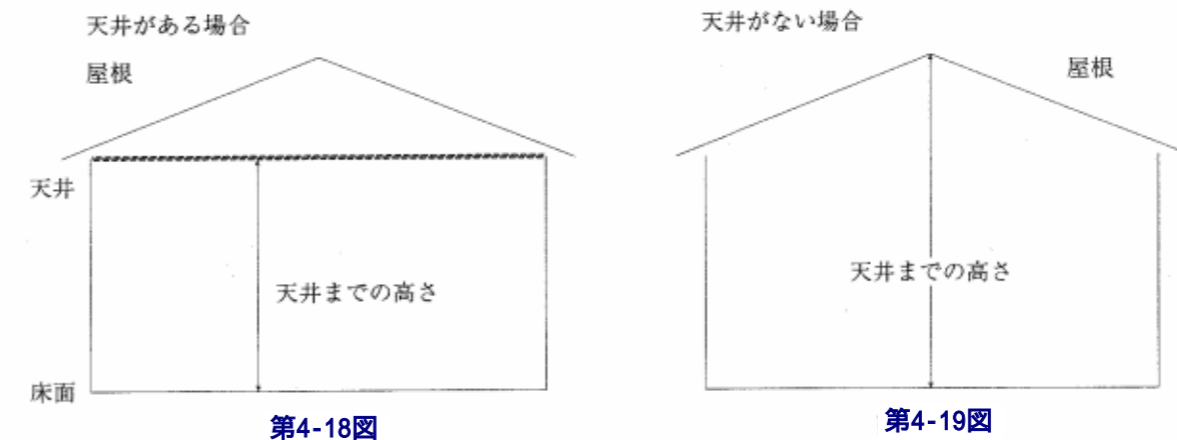 天井がある場合
屋根
天井
天井までの高さ
床面
第4-18図
天井がない場合
屋根
天井までの高さ
第4-19図